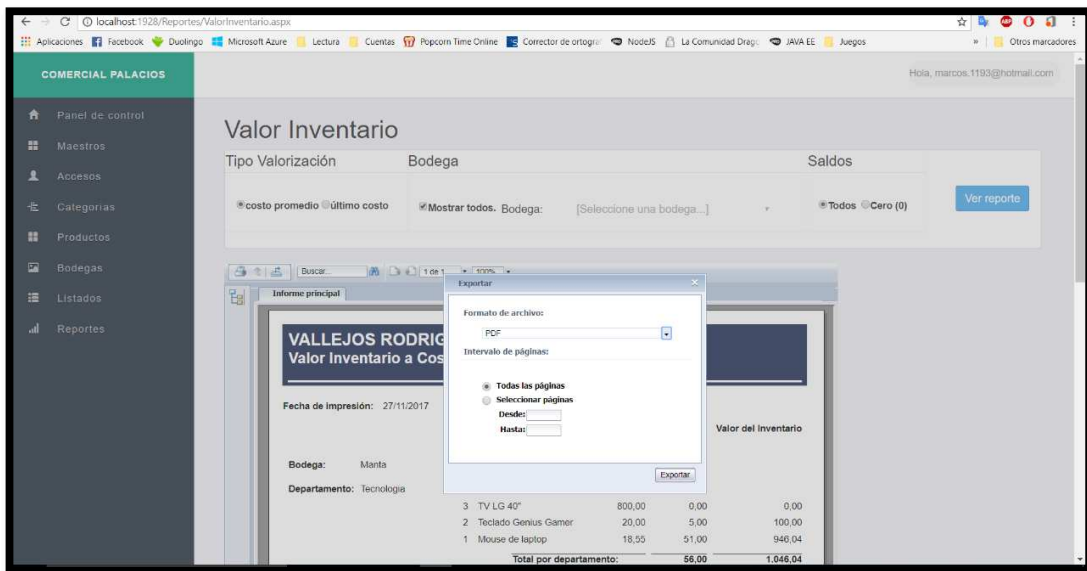 localhost:1928/Reportes/ValorInventario.aspx
Aplicaciones Facebook Duolingo Microsoft Azure Lectura Cuentas Popcorn Time Online Corrector de ortogra NodeJS La Comunidad Drag JAVA EE Juegos » Otros marcadores
COMERCIAL PALACIOS
Hola, marcos.1193@hotmail.com
Panel de control
Maestros
Accesos
Categorias
Productos
Bodegas
Listados
Reportes
Valor Inventario
Tipo Valorización Bodega Saldos
costo promedio último costo Mostrar todos. Bodega: [Seleccione una bodega...] Todos Cero (0) Ver reporte
Buscar... 1 de 1 100%
Informe principal
VALLEJOS RODRIG
Valor Inventario a Cos
Fecha de impresión: 27/11/2017
Valor del Inventario
Bodega: Manta
Departamento: Tecnologia
3 TV LG 40" 800,00 0,00 0,00
2 Teclado Genius Gamer 20,00 5,00 100,00
1 Mouse de laptop 18,55 51,00 946,04
Total por departamento: 56,00 1.046,04
Exportar
Formato de archivo:
PDF
Intervalo de páginas:
Todas las páginas
Seleccionar páginas
Desde:
Hasta:
Exportar